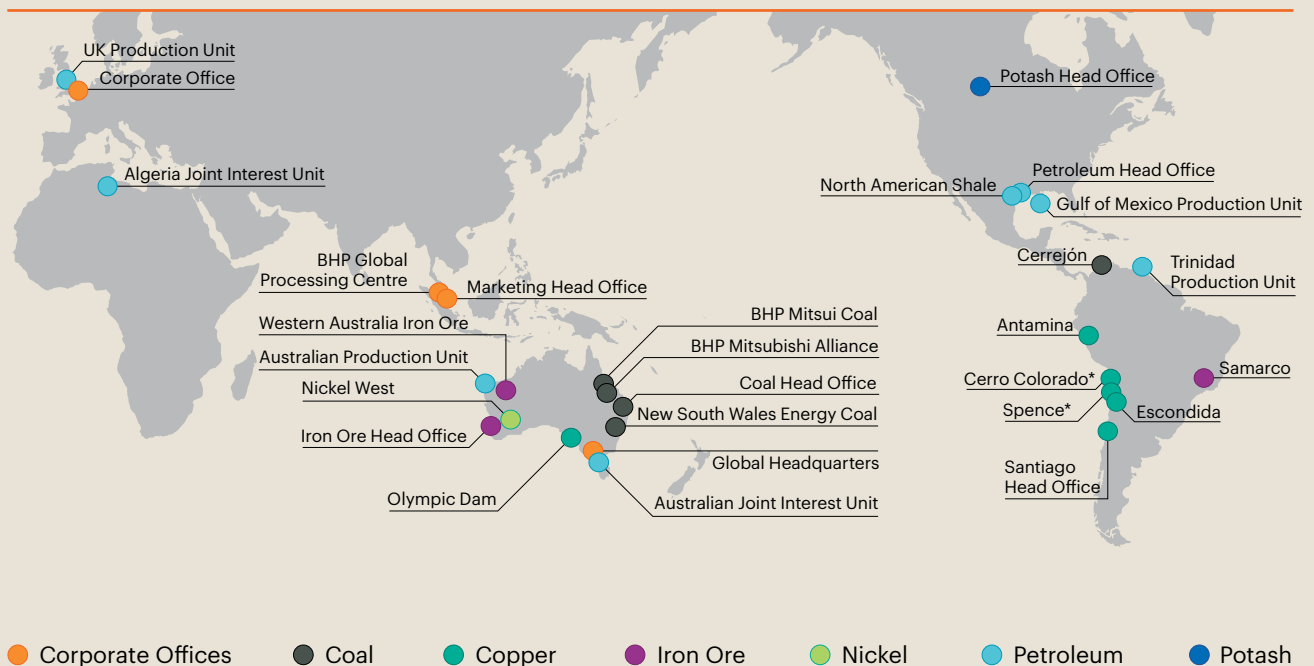 UK Production Unit
Corporate Office
Potash Head Office
Algeria Joint Interest Unit
Petroleum Head Office
North American Shale
Gulf of Mexico Production Unit
BHP Global
Processing Centre
Marketing Head Office
Cerrejón
Trinidad
Production Unit
Western Australia Iron Ore
BHP Mitsui Coal
Antamina
Australian Production Unit
BHP Mitsubishi Alliance
Nickel West
Coal Head Office
Cerro Colorado*
Samarco
Iron Ore Head Office
New South Wales Energy Coal
Spence*
Escondida
Global Headquarters
Santiago
Head Office
Olympic Dam
Australian Joint Interest Unit
Corporate Offices
Coal
Copper
Iron Ore
Nickel
Petroleum
Potash